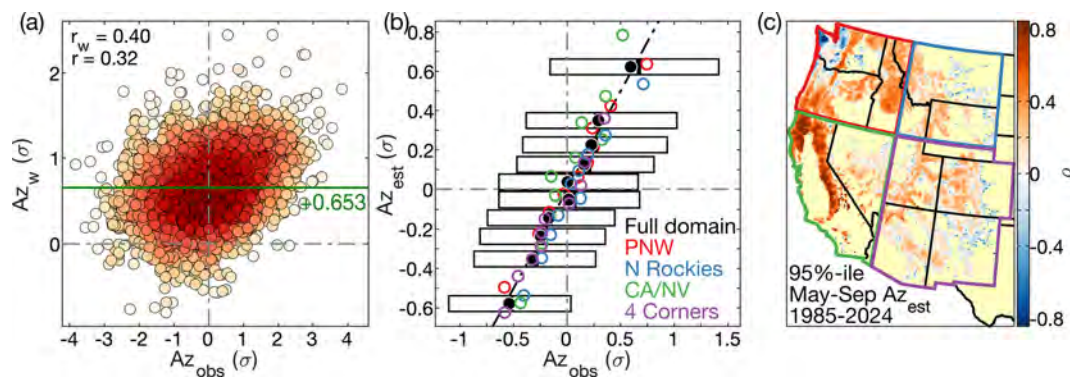 (a)
r_w = 0.40
r = 0.32
Az_w (σ)
2
1
0
+0.653
-4 -3 -2 -1 0 1 2 3 4
Az_obs (σ)
(b)
Az_est (σ)
0.8
0.6
0.4
0.2
0
-0.2
-0.4
-0.6
Full domain
PNW
N Rockies
CA/NV
4 Corners
-1 -0.5 0 0.5 1 1.5
Az_obs (σ)
(c)
95%-ile
May-Sep Az_est
1985-2024
0.8
0.4
0
-0.4
-0.8
σ